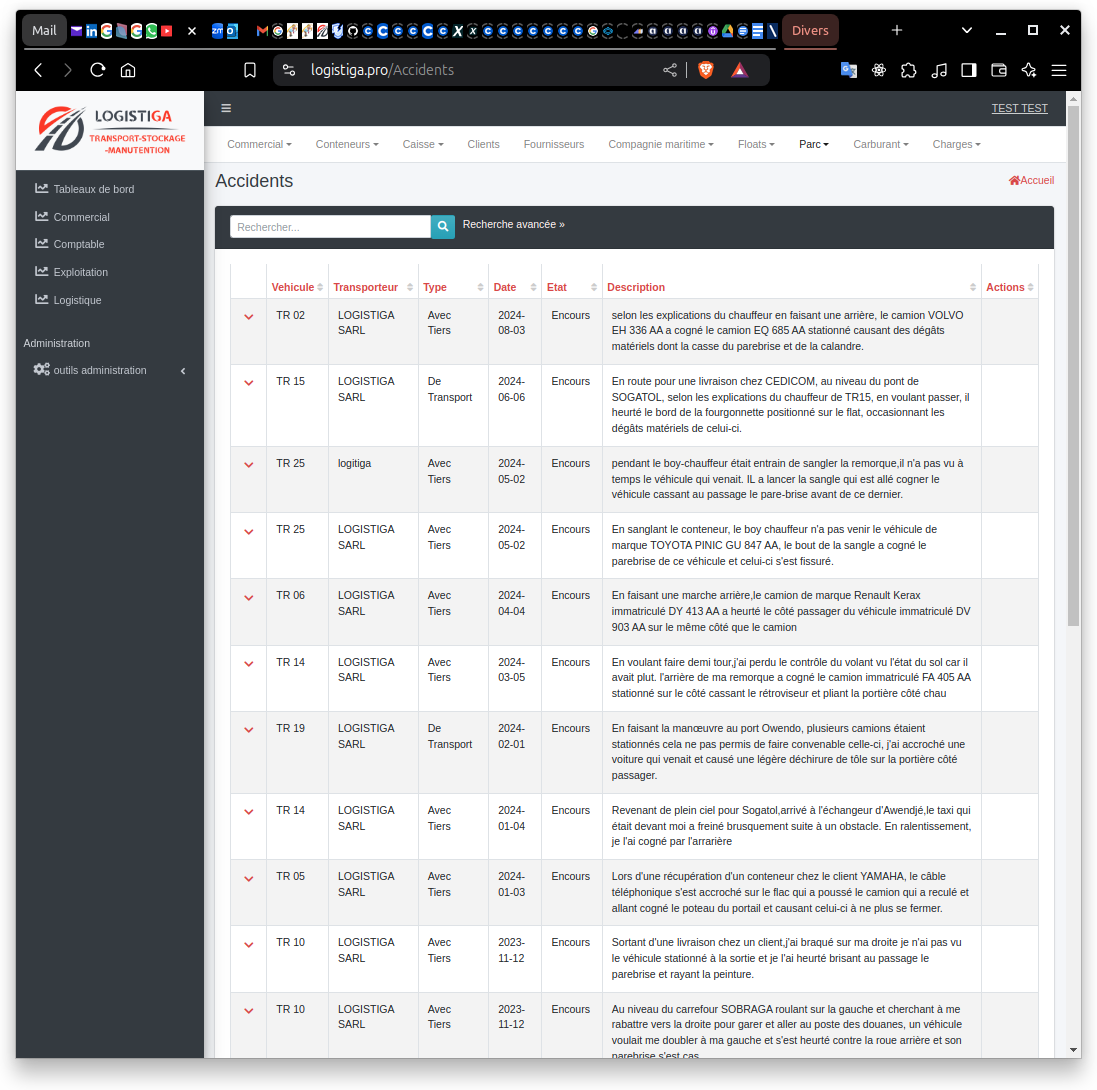 Mail
Divers
logistiga.pro/Accidents
LOGISTIGA
TRANSPORT-STOCKAGE
-MANUTENTION
TEST TEST
Commercial Conteneurs Caisse Clients Fournisseurs Compagnie maritime Floats Parc Carburant Charges
Tableaux de bord
Commercial
Comptable
Exploitation
Logistique
Administration
outils administration
Accidents
Accueil
Rechercher...
Recherche avancée »
Vehicule Transporteur Type Date Etat Description Actions
TR 02 LOGISTIGA Avec 2024- Encours selon les explications du chauffeur en faisant une arrière, le camion VOLVO
SARL Tiers 08-03 EH 336 AA a cogné le camion EQ 685 AA stationné causant des dégâts
matériels dont la casse du parebrise et de la calandre.
TR 15 LOGISTIGA De 2024- Encours En route pour une livraison chez CEDICOM, au niveau du pont de
SARL Transport 06-06 SOGATOL, selon les explications du chauffeur de TR15, en voulant passer, il
heurté le bord de la fourgonnette positionné sur le flat, occasionnant les
dégâts matériels de celui-ci.
TR 25 logitiga Avec 2024- Encours pendant le boy-chauffeur était entrain de sangler la remorque,il n'a pas vu à
Tiers 05-02 temps le véhicule qui venait. IL a lancer la sangle qui est allé cogner le
véhicule cassant au passage le pare-brise avant de ce dernier.
TR 25 LOGISTIGA Avec 2024- Encours En sanglant le conteneur, le boy chauffeur n'a pas venir le véhicule de
SARL Tiers 05-02 marque TOYOTA PINIC GU 847 AA, le bout de la sangle a cogné le
parebrise de ce véhicule et celui-ci s'est fissuré.
TR 06 LOGISTIGA Avec 2024- Encours En faisant une marche arrière,le camion de marque Renault Kerax
SARL Tiers 04-04 immatriculé DY 413 AA a heurté le côté passager du véhicule immatriculé DV
903 AA sur le même côté que le camion
TR 14 LOGISTIGA Avec 2024- Encours En voulant faire demi tour,j'ai perdu le contrôle du volant vu l'état du sol car il
SARL Tiers 03-05 avait plut. l'arrière de ma remorque a cogné le camion immatriculé FA 405 AA
stationné sur le côté cassant le rétroviseur et pliant la portière côté chau
TR 19 LOGISTIGA De 2024- Encours En faisant la manœuvre au port Owendo, plusieurs camions étaient
SARL Transport 02-01 stationnés cela ne pas permis de faire convenable celle-ci, j'ai accroché une
voiture qui venait et causé une légère déchirure de tôle sur la portière côté
passager.
TR 14 LOGISTIGA Avec 2024- Encours Revenant de plein ciel pour Sogatol,arrivé à l'échangeur d'Awendjé,le taxi qui
SARL Tiers 01-04 était devant moi a freiné brusquement suite à un obstacle. En ralentissement,
je l'ai cogné par l'arrarière
TR 05 LOGISTIGA Avec 2024- Encours Lors d'une récupération d'un conteneur chez le client YAMAHA, le câble
SARL Tiers 01-03 téléphonique s'est accroché sur le flac qui a poussé le camion qui a reculé et
allant cogné le poteau du portail et causant celui-ci à ne plus se fermer.
TR 10 LOGISTIGA Avec 2023- Encours Sortant d'une livraison chez un client,j'ai braqué sur ma droite je n'ai pas vu
SARL Tiers 11-12 le véhicule stationné à la sortie et je l'ai heurté brisant au passage le
parebrise et rayant la peinture.
TR 10 LOGISTIGA Avec 2023- Encours Au niveau du carrefour SOBRAGA roulant sur la gauche et cherchant à me
SARL Tiers 11-12 rabattre vers la droite pour garer et aller au poste des douanes, un véhicule
voulait me doubler à ma gauche et s'est heurté contre la roue arrière et son
parebrise s'est cas